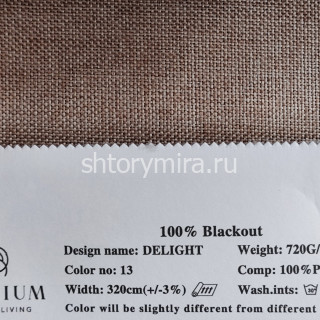 shtorymira.ru
100% Blackout
Design name: DELIGHT Weight: 720G/
Color no: 13 Comp: 100%P
Width: 320cm(+/-3%) Wash.ints: 30°
IUM
LIVING
Color will be slightly different from different